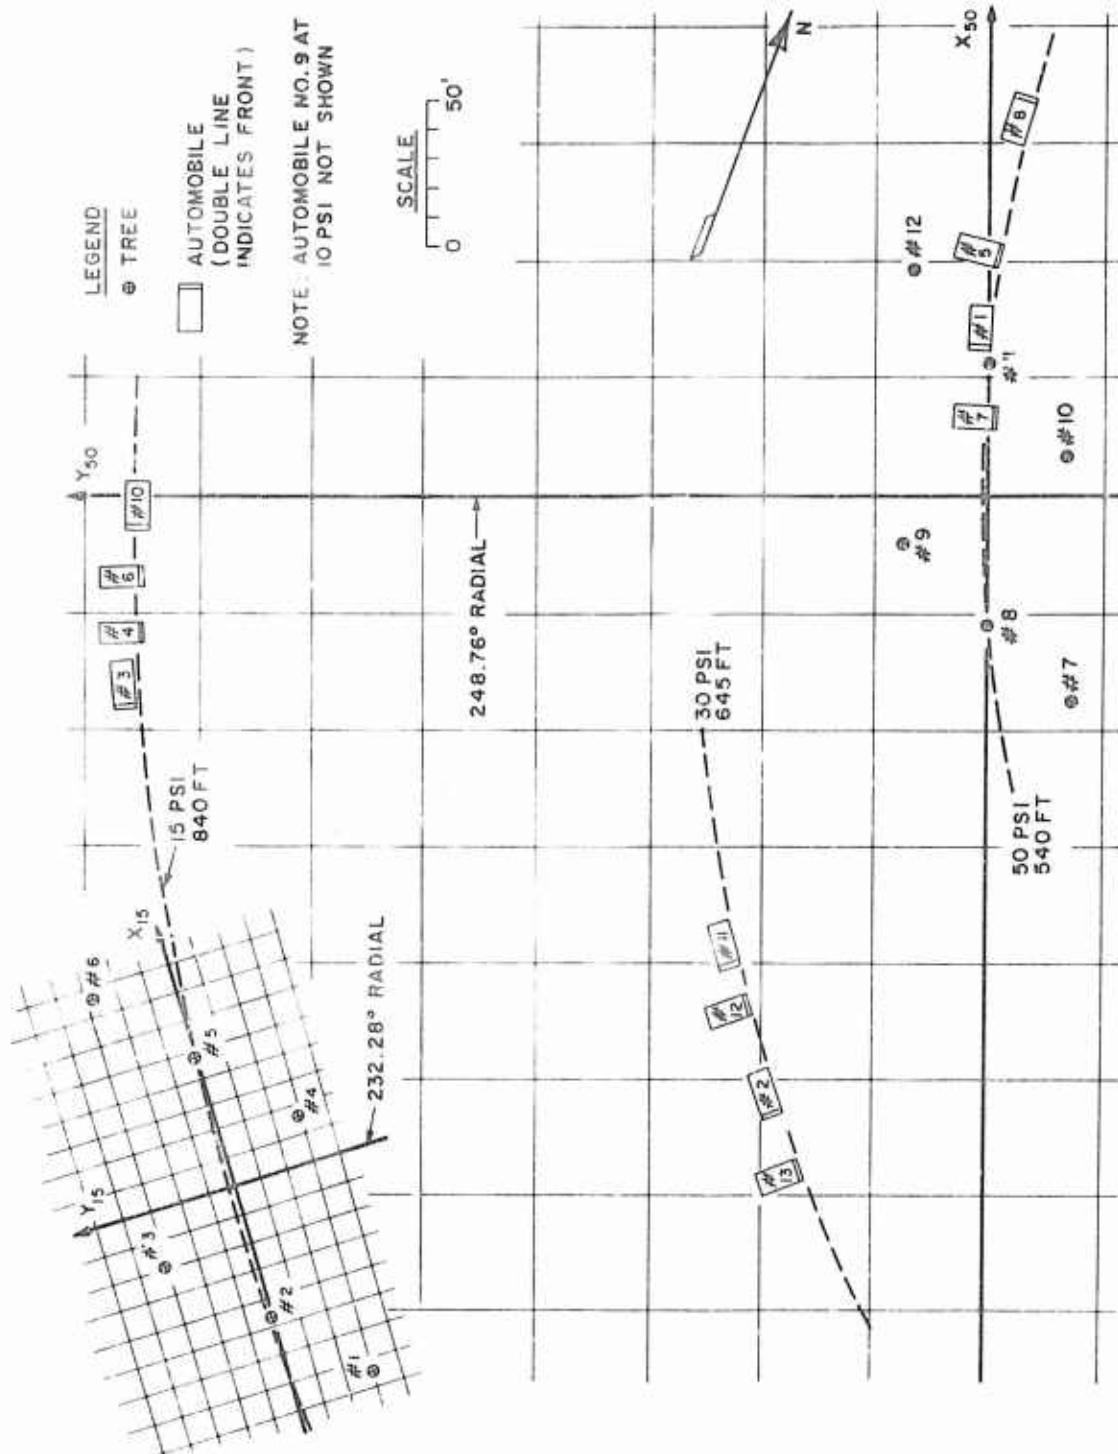 LEGEND
TREE
AUTOMOBILE
(DOUBLE LINE
INDICATES FRONT)
NOTE: AUTOMOBILE NO. 9 AT
10 PSI NOT SHOWN
SCALE
0 50'
N
Y50
#10
#6
#4
#3
15 PSI
840 FT
248.76° RADIAL
X15
#6
#5
#4
232.28° RADIAL
Y15
#3
#2
#1
30 PSI
645 FT
#11
#12
#2
#13
X50
#8
#5
#12
#1
#11
#7
#10
#9
#8
#7
50 PSI
540 FT